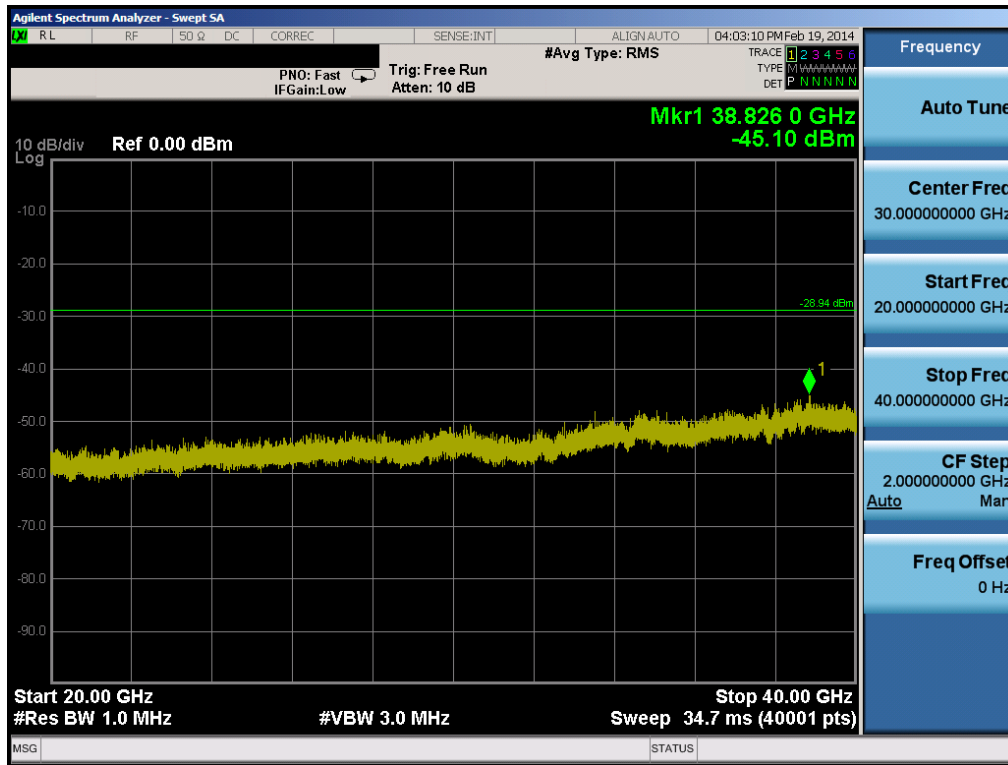 Agilent Spectrum Analyzer - Swept SA
LXI RL RF 50 Ω DC CORREC SENSE:INT ALIGN AUTO 04:03:10 PM Feb 19, 2014
Frequency
PNO: Fast
IFGain:Low
Trig: Free Run
Atten: 10 dB
#Avg Type: RMS
TRACE 1 2 3 4 5 6
TYPE M WWWWW
DET P N N N N N
Auto Tune
Mkr1 38.826 0 GHz
-45.10 dBm
10 dB/div Ref 0.00 dBm
Log
-10.0
-20.0
-30.0
-40.0
-50.0
-60.0
-70.0
-80.0
-90.0
-28.94 dBm
1
Center Freq
30.000000000 GHz
Start Freq
20.000000000 GHz
Stop Freq
40.000000000 GHz
CF Step
2.000000000 GHz
Auto Man
Freq Offset
0 Hz
Start 20.00 GHz Stop 40.00 GHz
#Res BW 1.0 MHz #VBW 3.0 MHz Sweep 34.7 ms (40001 pts)
MSG STATUS